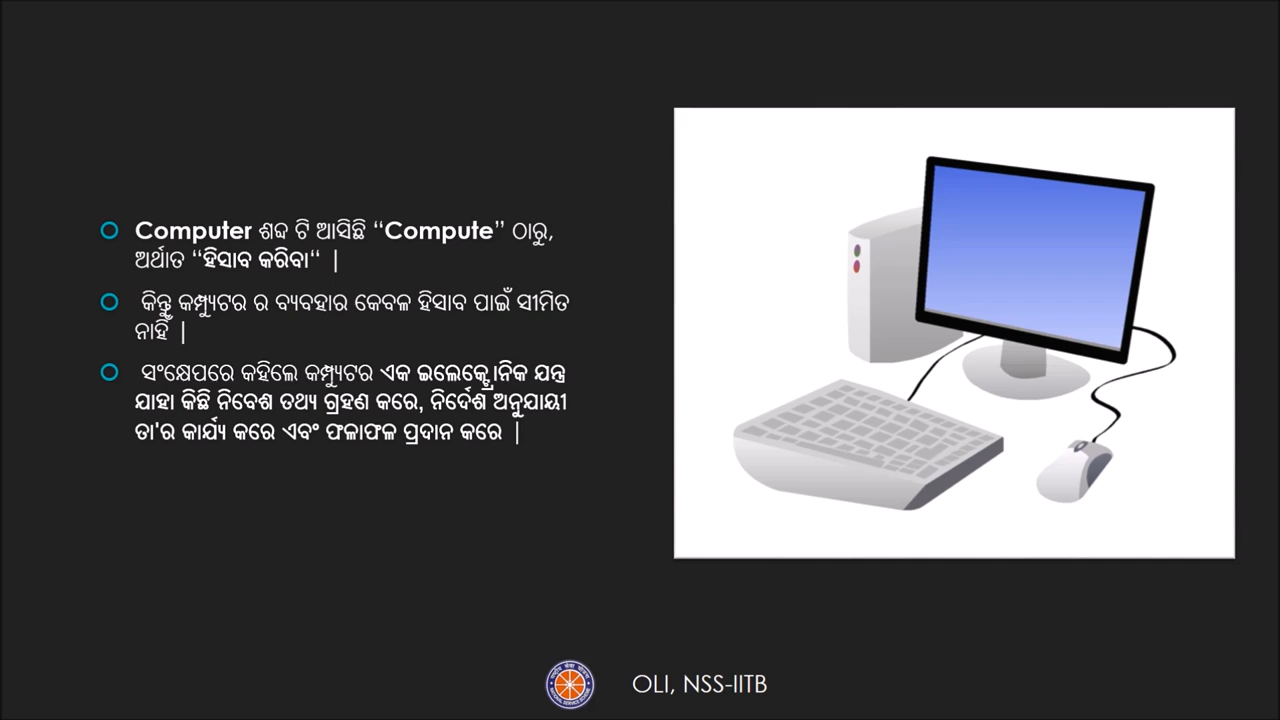 Computer ଶବ୍ଦ ଟି ଆସିଛି “Compute” ଠାରୁ,
ଅର୍ଥାତ “ହିସାବ କରିବା“ |
କିନ୍ତୁ କମ୍ପ୍ୟୁଟର ର ବ୍ୟବହାର କେବଳ ହିସାବ ପାଇଁ ସୀମିତ
ନାହିଁ |
ସଂକ୍ଷେପରେ କହିଲେ କମ୍ପ୍ୟୁଟର ଏକ ଇଲେକ୍ଟ୍ରୋନିକ ଯନ୍ତ୍ର
ଯାହା କିଛି ନିବେଶ ତଥ୍ୟ ଗ୍ରହଣ କରେ, ନିର୍ଦେଶ ଅନୁଯାୟୀ
ତା'ର କାର୍ଯ୍ୟ କରେ ଏବଂ ଫଳାଫଳ ପ୍ରଦାନ କରେ |
OLI, NSS-IITB